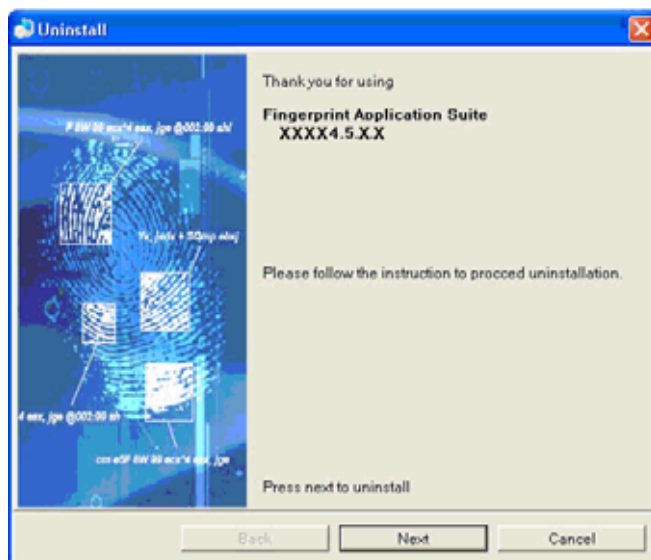 Uninstall
Thank you for using
Fingerprint Application Suite
XXXX4.5.X.X
Please follow the instruction to procced uninstallation.
Press next to uninstall
Back
Next
Cancel